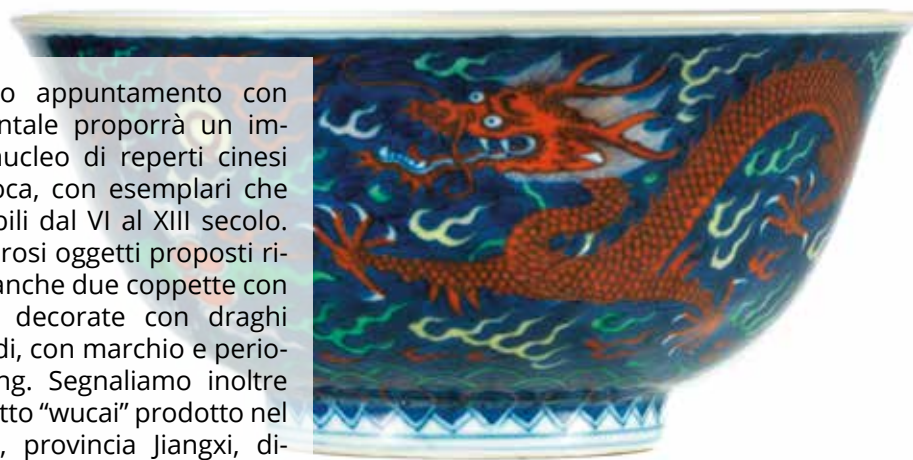 o appuntamento con
ntale proporrà un im-
nucleo di reperti cinesi
oca, con esemplari che
bili dal VI al XIII secolo.
rosi oggetti proposti ri-
anche due coppette con
decorate con draghi
di, con marchio e perio-
ng. Segnaliamo inoltre
tto “wucai” prodotto nel
, provincia Jiangxi, di-